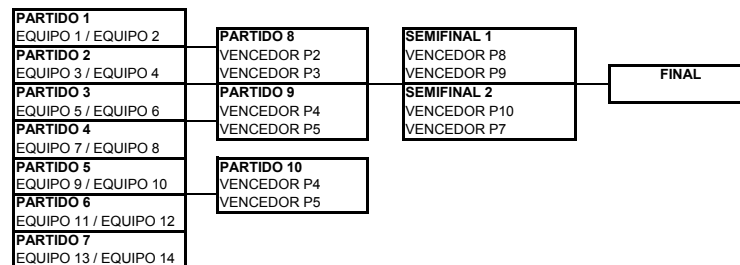 PARTIDO 1
EQUIPO 1 / EQUIPO 2
PARTIDO 2
EQUIPO 3 / EQUIPO 4
PARTIDO 3
EQUIPO 5 / EQUIPO 6
PARTIDO 4
EQUIPO 7 / EQUIPO 8
PARTIDO 5
EQUIPO 9 / EQUIPO 10
PARTIDO 6
EQUIPO 11 / EQUIPO 12
PARTIDO 7
EQUIPO 13 / EQUIPO 14
PARTIDO 8
VENCEDOR P2
VENCEDOR P3
PARTIDO 9
VENCEDOR P4
VENCEDOR P5
PARTIDO 10
VENCEDOR P4
VENCEDOR P5
SEMIFINAL 1
VENCEDOR P8
VENCEDOR P9
SEMIFINAL 2
VENCEDOR P10
VENCEDOR P7
FINAL